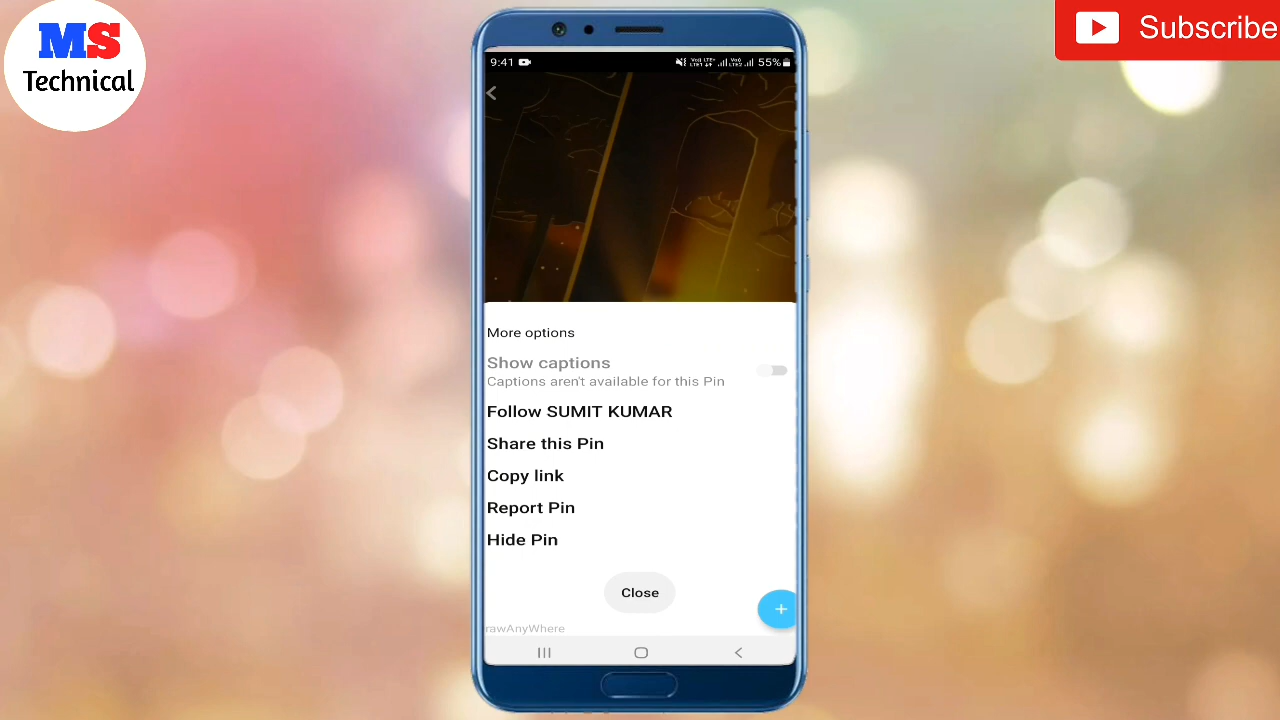 MS
Technical
Subscribe
9:41
55%
More options
Show captions
Captions aren't available for this Pin
Follow SUMIT KUMAR
Share this Pin
Copy link
Report Pin
Hide Pin
Close
rawAnyWhere